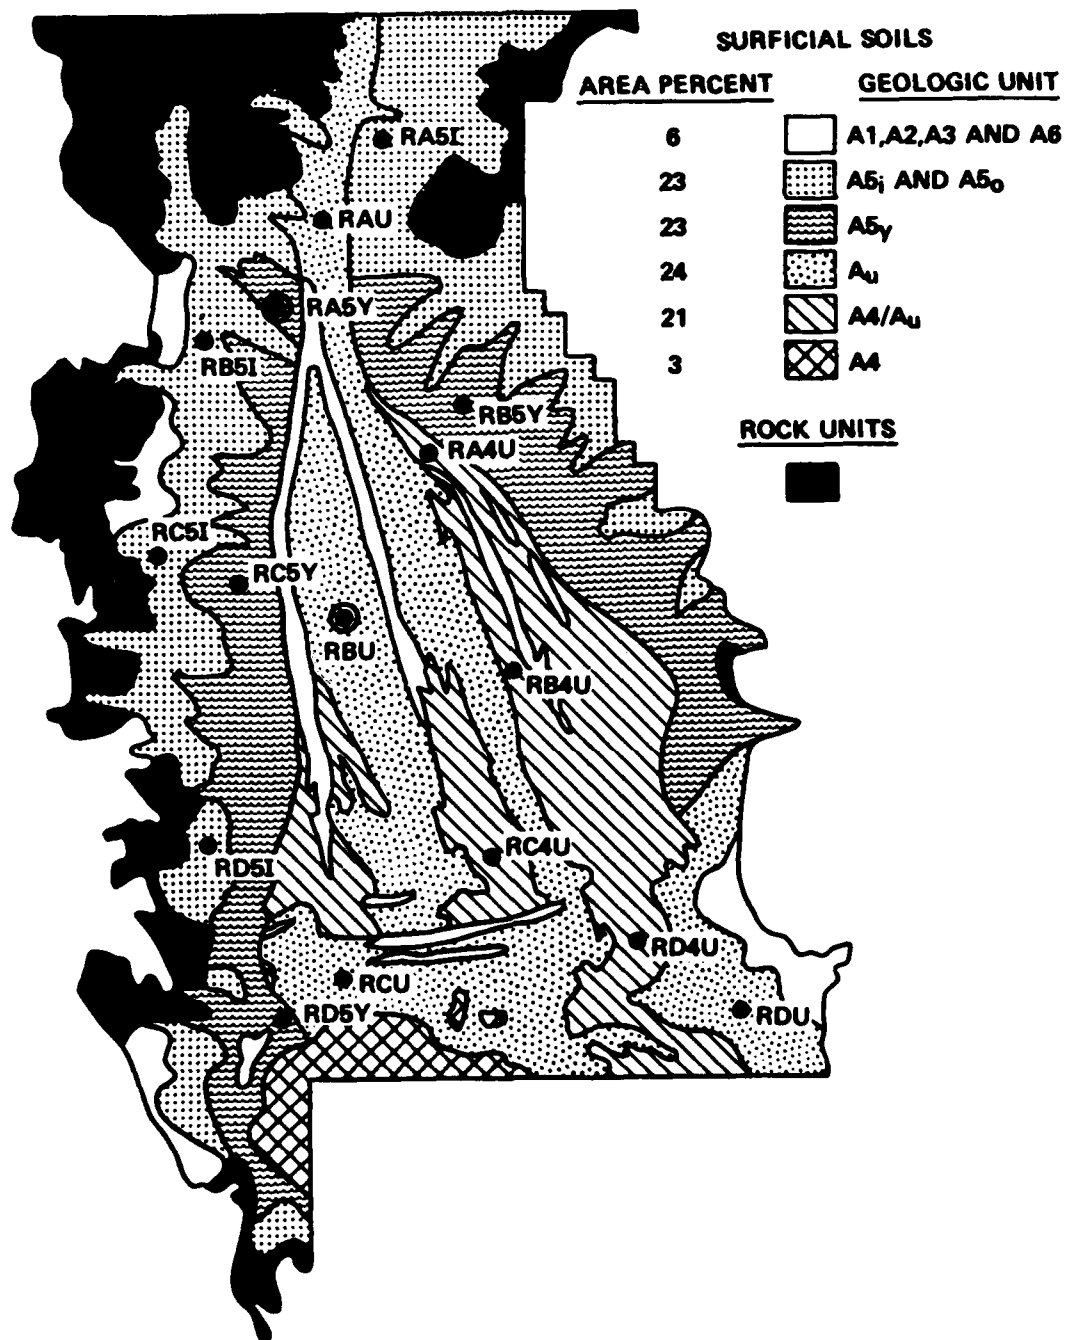 SURFICIAL SOILS
AREA PERCENT GEOLOGIC UNIT
6 A1,A2,A3 AND A6
23 A5i AND A5o
23 A5y
24 Au
21 A4/Au
3 A4
ROCK UNITS
RA5I
RAU
RA5Y
RB5I
RB5Y
RA4U
RC5I
RC5Y
RBU
RB4U
RC4U
RD5I
RD4U
RCU
RDU
RD5Y